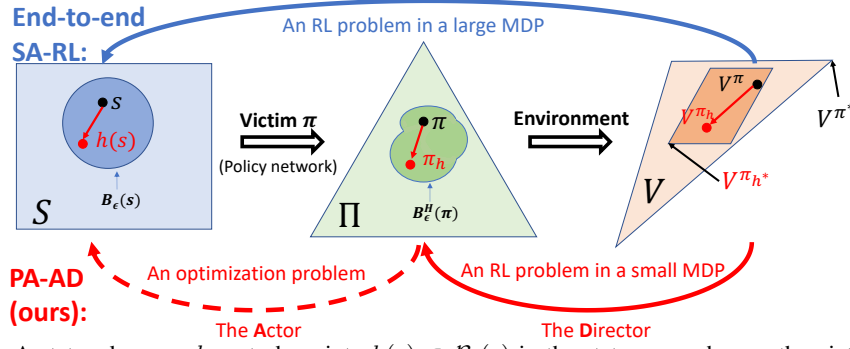 End-to-end
SA-RL:
An RL problem in a large MDP
s
h(s)
B_ϵ(s)
S
Victim π
(Policy network)
π
π_h
B_ϵ^H(π)
Π
Environment
V^π
V^{π_h}
V^{π*}
V^{π_{h*}}
V
PA-AD
(ours):
An optimization problem
An RL problem in a small MDP
The Actor
The Director